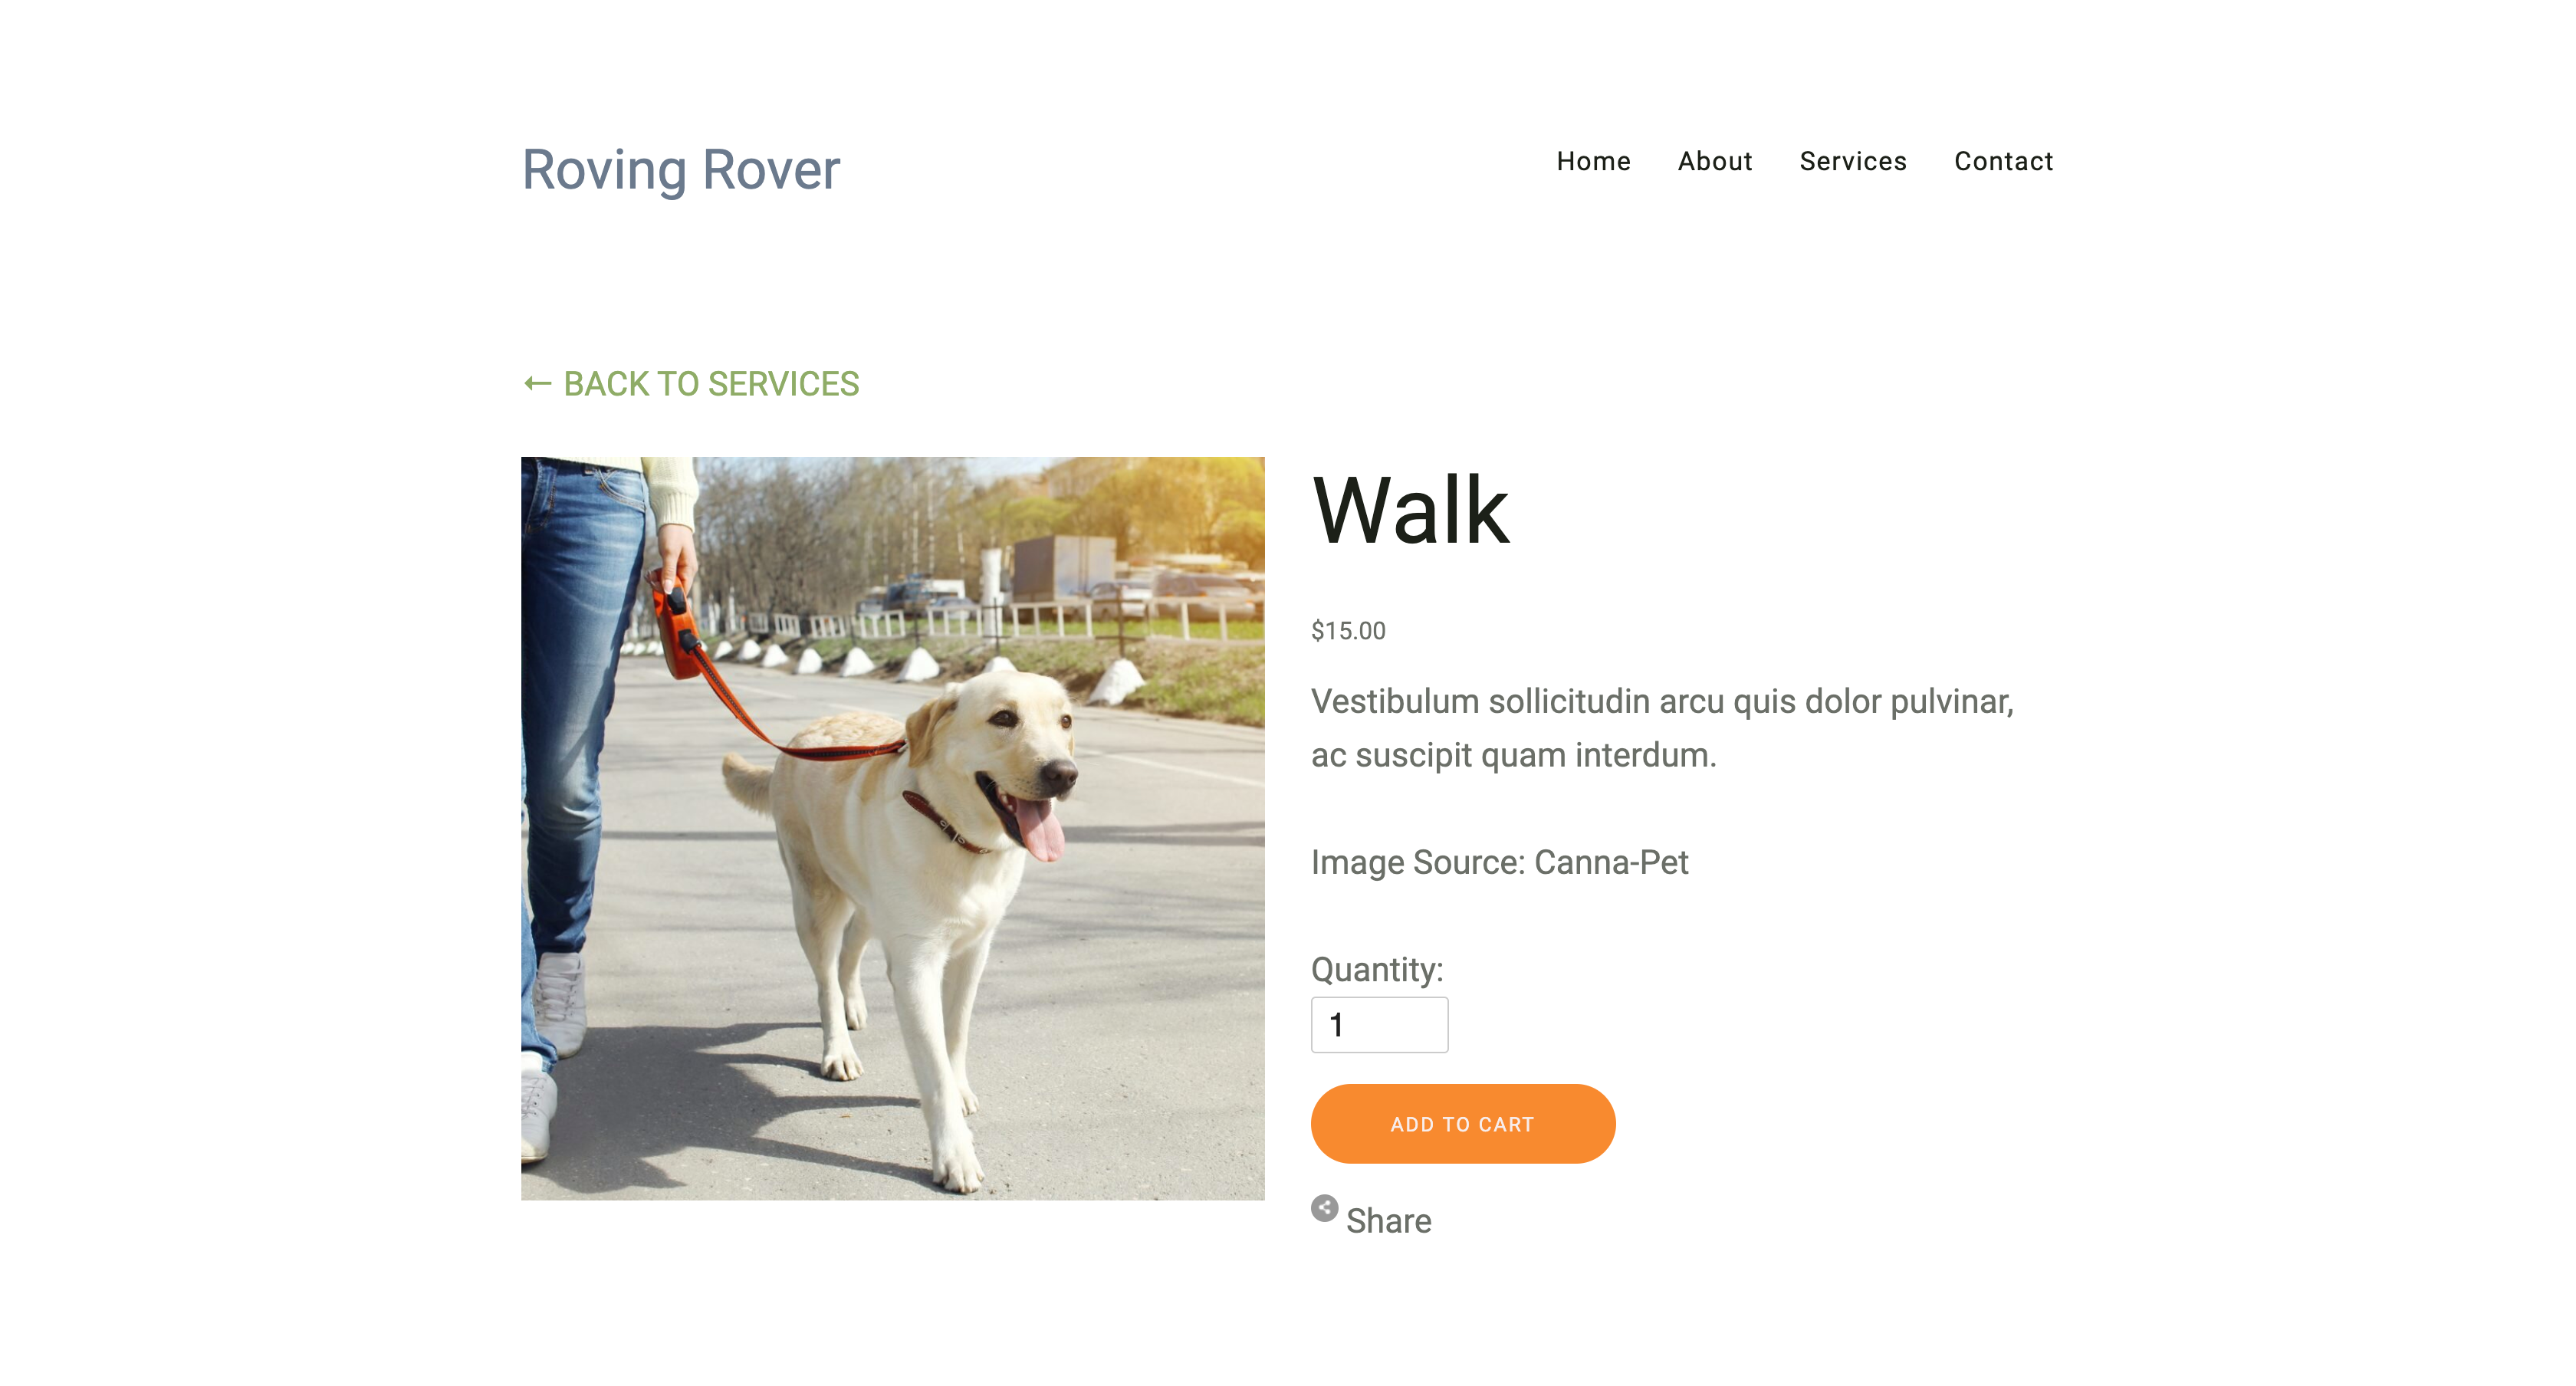 Roving Rover
Home About Services Contact
← BACK TO SERVICES
Walk
$15.00
Vestibulum sollicitudin arcu quis dolor pulvinar,
ac suscipit quam interdum.
Image Source: Canna-Pet
Quantity:
1
ADD TO CART
Share